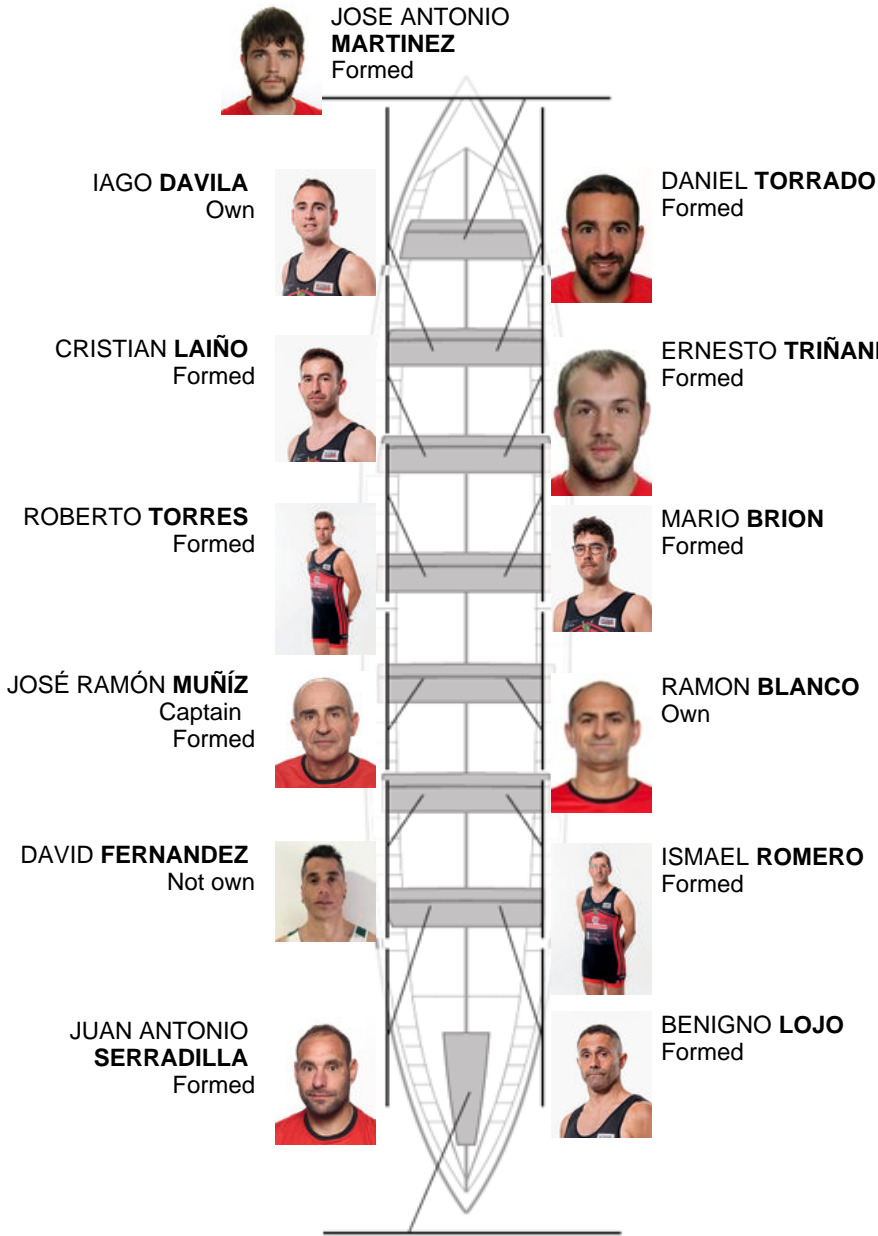 JOSE ANTONIO
MARTINEZ
Formed
IAGO DAVILA
Own
DANIEL TORRADO
Formed
CRISTIAN LAIÑO
Formed
ERNESTO
Formed
ROBERTO TORRES
Formed
MARIO BRION
Formed
JOSÉ RAMÓN MUÑÍZ
Captain
Formed
RAMON BLANCO
Own
DAVID FERNANDEZ
Not own
ISMAEL ROMERO
Formed
JUAN ANTONIO
SERRADILLA
Formed
BENIGNO LOJO
Formed